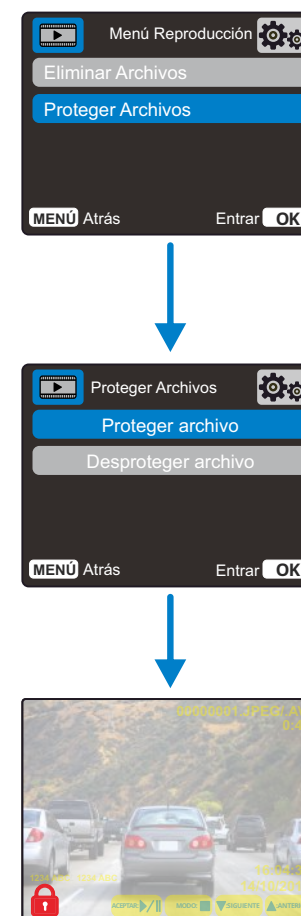 Menú Reproducción
Eliminar Archivos
Proteger Archivos
MENÚ Atrás Entrar OK
Proteger Archivos
Proteger archivo
Desproteger archivo
MENÚ Atrás Entrar OK
ACEPTAR: MODO: SIGUIENTE